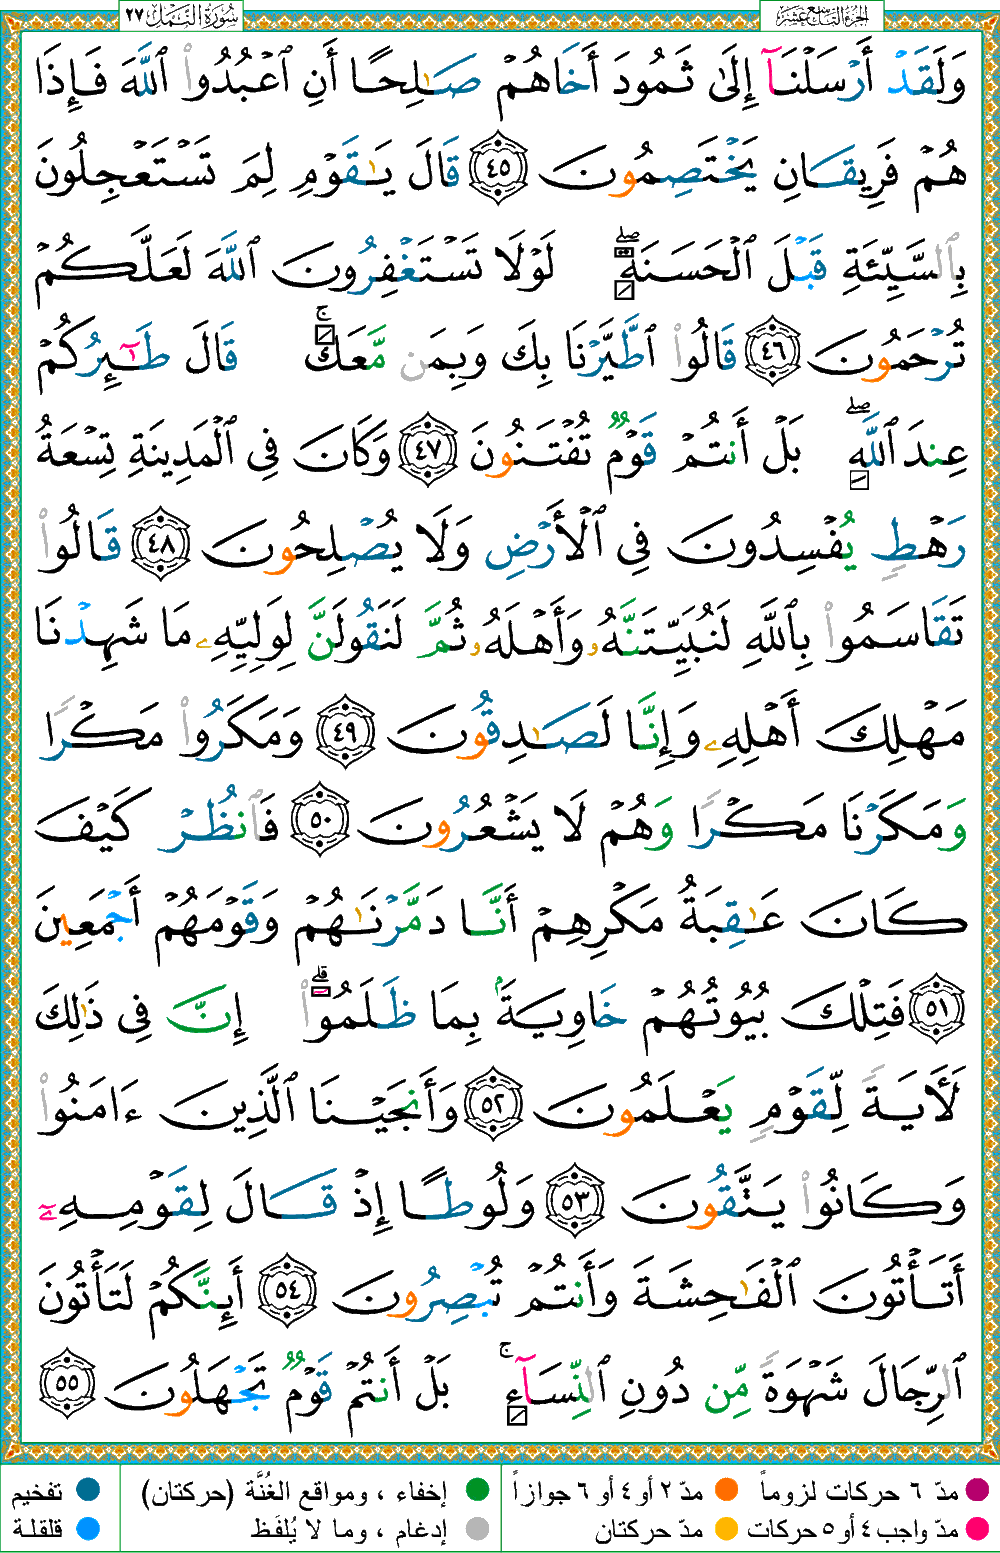 الجزء التاسع عشر
سورة النمل ٢٧
وَلَقَدْ أَرْسَلْنَآ إِلَىٰ ثَمُودَ أَخَاهُمْ صَٰلِحًا أَنِ ٱعْبُدُوا۟ ٱللَّهَ فَإِذَا
هُمْ فَرِيقَانِ يَخْتَصِمُونَ ٤٥ قَالَ يَٰقَوْمِ لِمَ تَسْتَعْجِلُونَ
بِٱلسَّيِّئَةِ قَبْلَ ٱلْحَسَنَةِ ۖ لَوْلَا تَسْتَغْفِرُونَ ٱللَّهَ لَعَلَّكُمْ
تُرْحَمُونَ ٤٦ قَالُوا۟ ٱطَّيَّرْنَا بِكَ وَبِمَن مَّعَكَ ۚ قَالَ طَٰٓئِرُكُمْ
عِندَ ٱللَّهِ ۖ بَلْ أَنتُمْ قَوْمٌ تُفْتَنُونَ ٤٧ وَكَانَ فِى ٱلْمَدِينَةِ تِسْعَةُ
رَهْطٍ يُفْسِدُونَ فِى ٱلْأَرْضِ وَلَا يُصْلِحُونَ ٤٨ قَالُوا۟
تَقَاسَمُوا۟ بِٱللَّهِ لَنُبَيِّتَنَّهُۥ وَأَهْلَهُۥ ثُمَّ لَنَقُولَنَّ لِوَلِيِّهِۦ مَا شَهِدْنَا
مَهْلِكَ أَهْلِهِۦ وَإِنَّا لَصَٰدِقُونَ ٤٩ وَمَكَرُوا۟ مَكْرًا
وَمَكَرْنَا مَكْرًا وَهُمْ لَا يَشْعُرُونَ ٥٠ فَٱنظُرْ كَيْفَ
كَانَ عَٰقِبَةُ مَكْرِهِمْ أَنَّا دَمَّرْنَٰهُمْ وَقَوْمَهُمْ أَجْمَعِينَ
٥١ فَتِلْكَ بُيُوتُهُمْ خَاوِيَةًۢ بِمَا ظَلَمُوٓا۟ ۗ إِنَّ فِى ذَٰلِكَ
لَـَٔايَةً لِّقَوْمٍ يَعْلَمُونَ ٥٢ وَأَنجَيْنَا ٱلَّذِينَ ءَامَنُوا۟
وَكَانُوا۟ يَتَّقُونَ ٥٣ وَلُوطًا إِذْ قَالَ لِقَوْمِهِۦٓ
أَتَأْتُونَ ٱلْفَٰحِشَةَ وَأَنتُمْ تُبْصِرُونَ ٥٤ أَئِنَّكُمْ لَتَأْتُونَ
ٱلرِّجَالَ شَهْوَةً مِّن دُونِ ٱلنِّسَآءِ ۚ بَلْ أَنتُمْ قَوْمٌ تَجْهَلُونَ ٥٥
مدّ ٦ حركات لزوماً مدّ ٢ أو ٤ أو ٦ جوازاً إخفاء ، ومواقع الغُنَّة (حركتان) تفخيم
مدّ واجب ٤ أو ٥ حركات مدّ حركتان إدغام ، وما لا يُلفَظ قلقلة